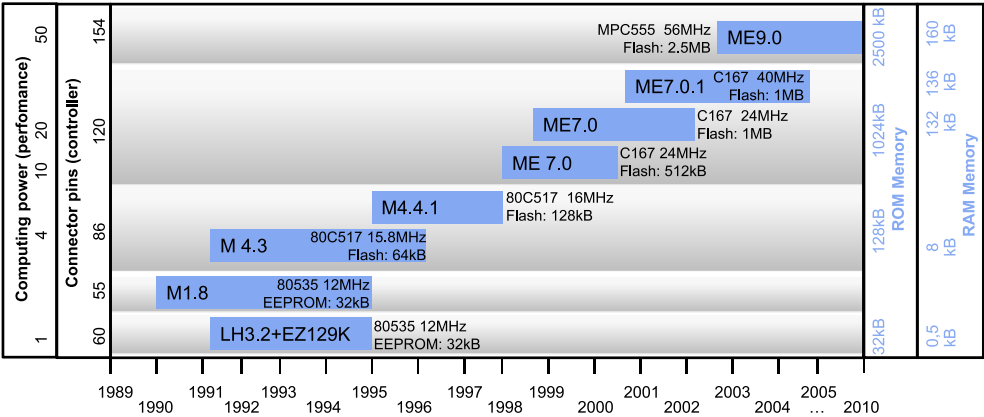 Computing power (perfomance)
1
4
10
20
50
Connector pins (controller)
60
55
86
120
154
MPC555 56MHz
Flash: 2.5MB
ME9.0
ME7.0.1
C167 40MHz
Flash: 1MB
ME7.0
C167 24MHz
Flash: 1MB
ME 7.0
C167 24MHz
Flash: 512kB
M4.4.1
80C517 16MHz
Flash: 128kB
M 4.3
80C517 15.8MHz
Flash: 64kB
M1.8
80535 12MHz
EEPROM: 32kB
LH3.2+EZ129K
80535 12MHz
EEPROM: 32kB
32kB
128kB
1024kB
2500 kB
ROM Memory
0,5
kB
8
kB
132
kB
136
kB
160
kB
RAM Memory
1989 1991 1993 1995 1997 1999 2001 2003 2005
1990 1992 1994 1996 1998 2000 2002 2004 ... 2010